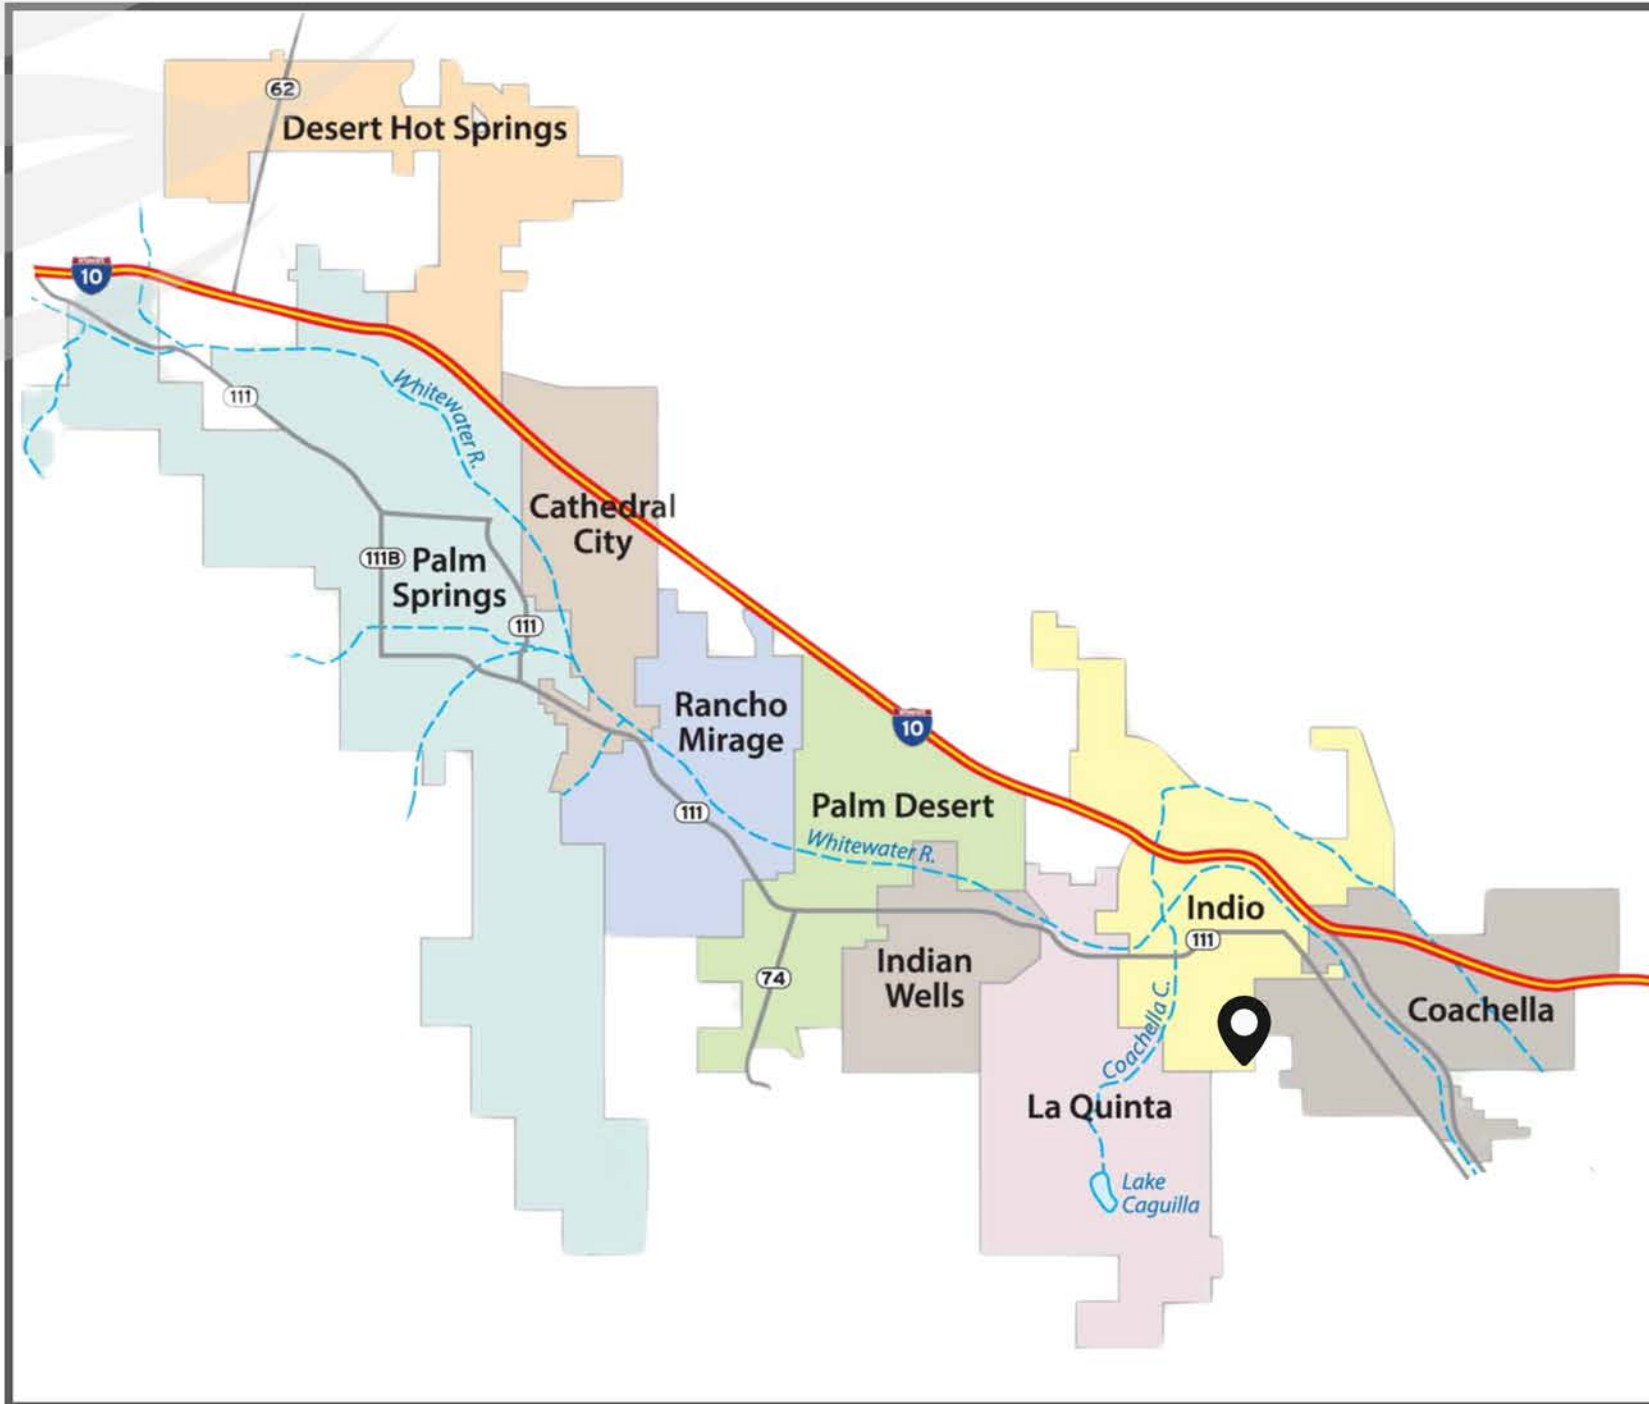 62
Desert Hot Springs
10
111
Whitewater R.
Cathedral
City
111B
Palm
Springs
111
Rancho
Mirage
10
111
Palm Desert
Whitewater R.
Indio
111
Indian
Wells
74
Coachella
Coachella C.
La Quinta
Lake
Caguilla